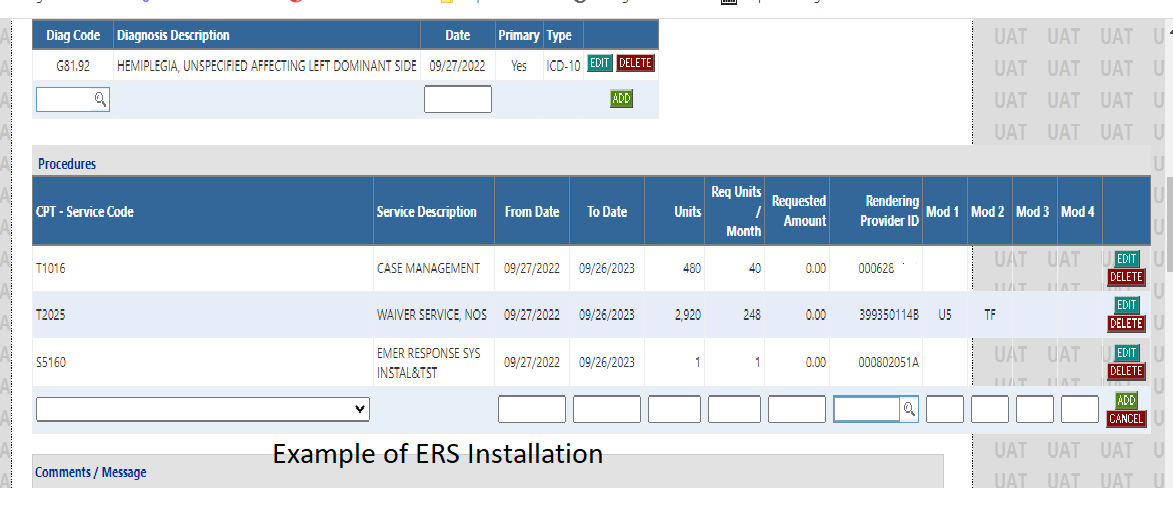 Diag Code Diagnosis Description Date Primary Type
G81.92 HEMIPLEGIA, UNSPECIFIED AFFECTING LEFT DOMINANT SIDE 09/27/2022 Yes ICD-10 EDIT DELETE
ADD
Procedures
CPT - Service Code Service Description From Date To Date Units Req Units / Month Requested Amount Rendering Provider ID Mod 1 Mod 2 Mod 3 Mod 4
T1016 CASE MANAGEMENT 09/27/2022 09/26/2023 480 40 0.00 000628 EDIT DELETE
T2025 WAIVER SERVICE, NOS 09/27/2022 09/26/2023 2,920 248 0.00 399350114B U5 TF EDIT DELETE
S5160 EMER RESPONSE SYS INSTAL&TST 09/27/2022 09/26/2023 1 1 0.00 000802051A EDIT DELETE
ADD CANCEL
Example of ERS Installation
Comments / Message
UAT UAT UAT U
UAT UAT UAT U
UAT UAT UAT U
UAT UAT UAT U
UAT UAT UAT U
UAT UAT UAT U